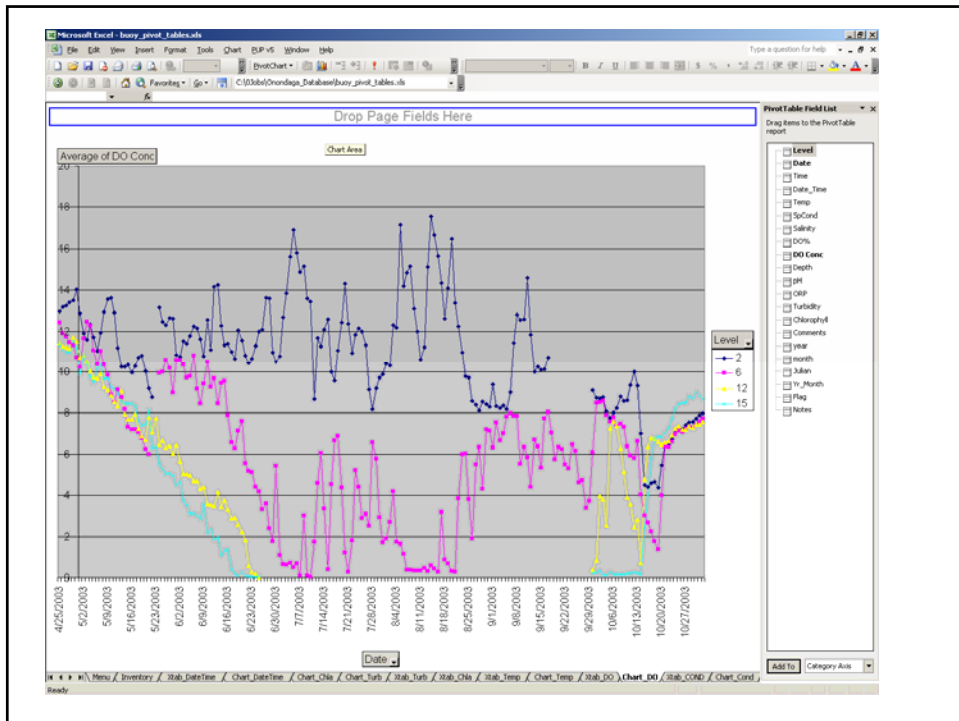 Microsoft Excel - buoy_pivot_tables.xls
File Edit View Insert Format Tools Chart PUP v5 Window Help
Type a question for help
PivotChart
Favorites Go C:\03Jobs\Onondaga_Database\buoy_pivot_tables.xls
fx
Drop Page Fields Here
Chart Area
Average of DO Conc
20
18
16
14
12
10
8
6
4
2
0
4/25/2003
5/2/2003
5/9/2003
5/16/2003
5/23/2003
6/2/2003
6/9/2003
6/16/2003
6/23/2003
6/30/2003
7/7/2003
7/14/2003
7/21/2003
7/28/2003
8/4/2003
8/11/2003
8/18/2003
8/25/2003
9/1/2003
9/8/2003
9/15/2003
9/22/2003
9/29/2003
10/6/2003
10/13/2003
10/20/2003
10/27/2003
Date
Level
2
6
12
15
PivotTable Field List
Drag items to the PivotTable
report
Level
Date
Time
Date_Time
Temp
SpCond
Salinity
DO%
DO Conc
Depth
pH
ORP
Turbidity
Chlorophyll
Comments
year
month
Julian
Yr_Month
Flag
Notes
Add To Category Axis
Menu / Inventory / Xtab_DateTime / Chart_DateTime / Chart_Chla / Chart_Turb / Xtab_Turb / Xtab_Chla / Xtab_Temp / Chart_Temp / Xtab_DO / Chart_DO / Xtab_COND / Chart_Cond
Ready